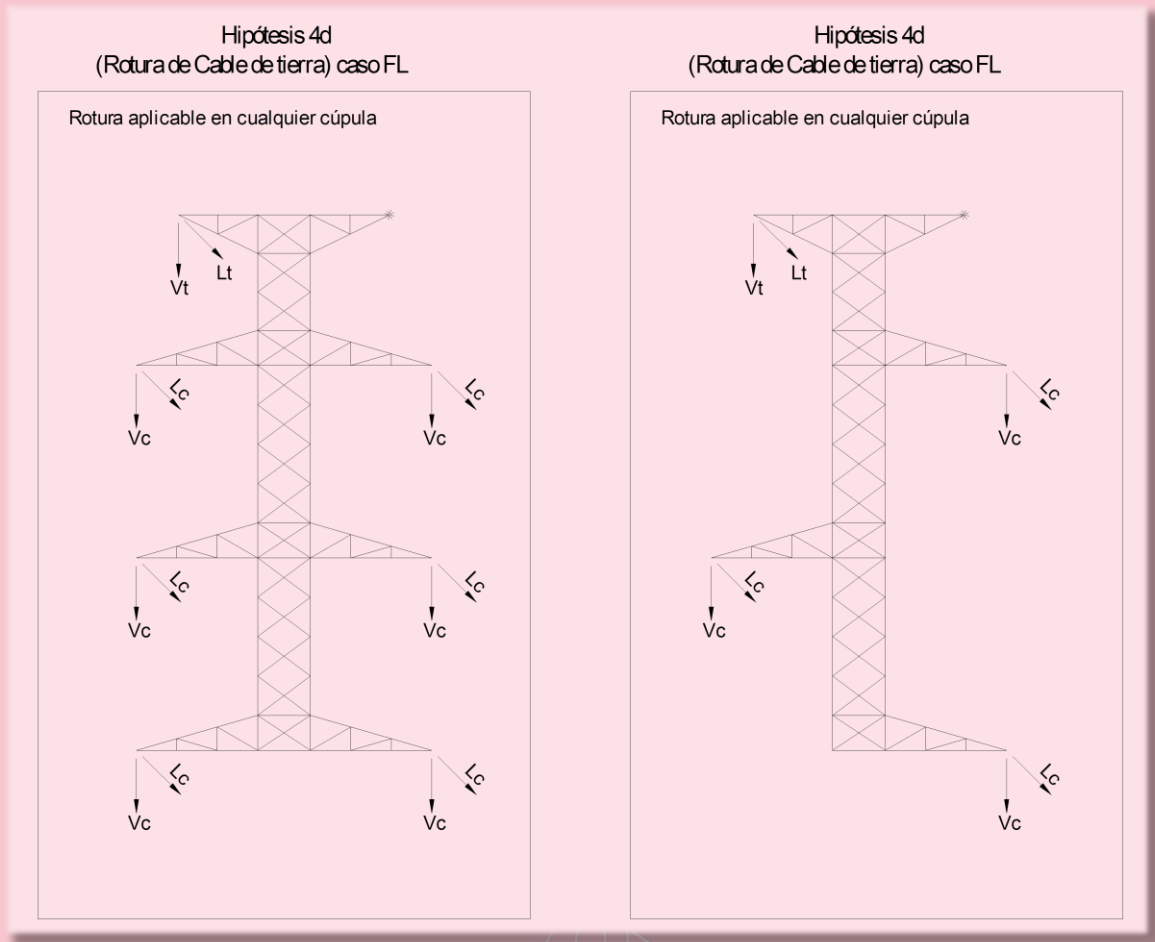 Hipótesis 4d
(Rotura de Cable de tierra) caso FL
Rotura aplicable en cualquier cúpula
Lt
Vt
Lc
Lc
Vc
Vc
Lc
Lc
Vc
Vc
Lc
Lc
Vc
Vc
Hipótesis 4d
(Rotura de Cable de tierra) caso FL
Rotura aplicable en cualquier cúpula
Lt
Vt
Lc
Vc
Lc
Vc
Lc
Vc